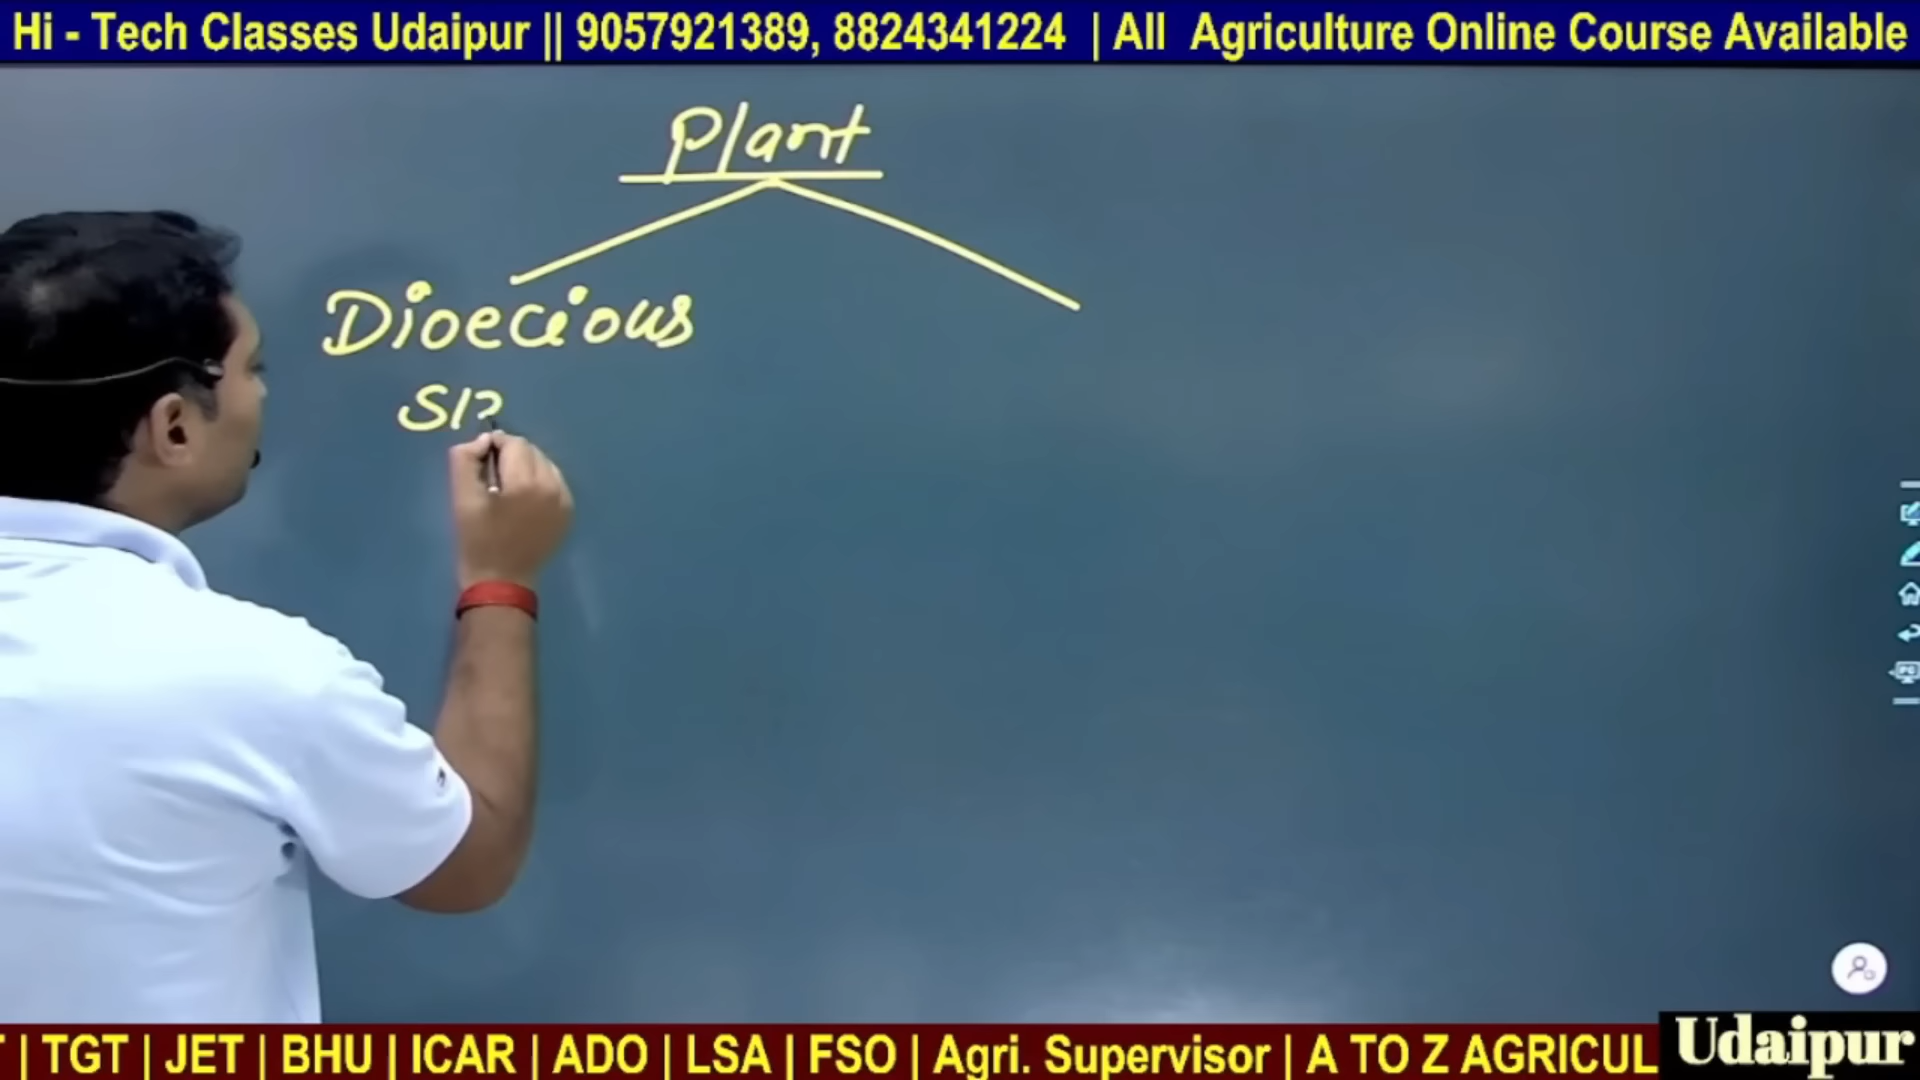 Hi - Tech Classes Udaipur || 9057921389, 8824341224 | All Agriculture Online Course Available
Plant
Dioecious
| TGT | JET | BHU | ICAR | ADO | LSA | FSO | Agri. Supervisor | A TO Z AGRICUL
Udaipur